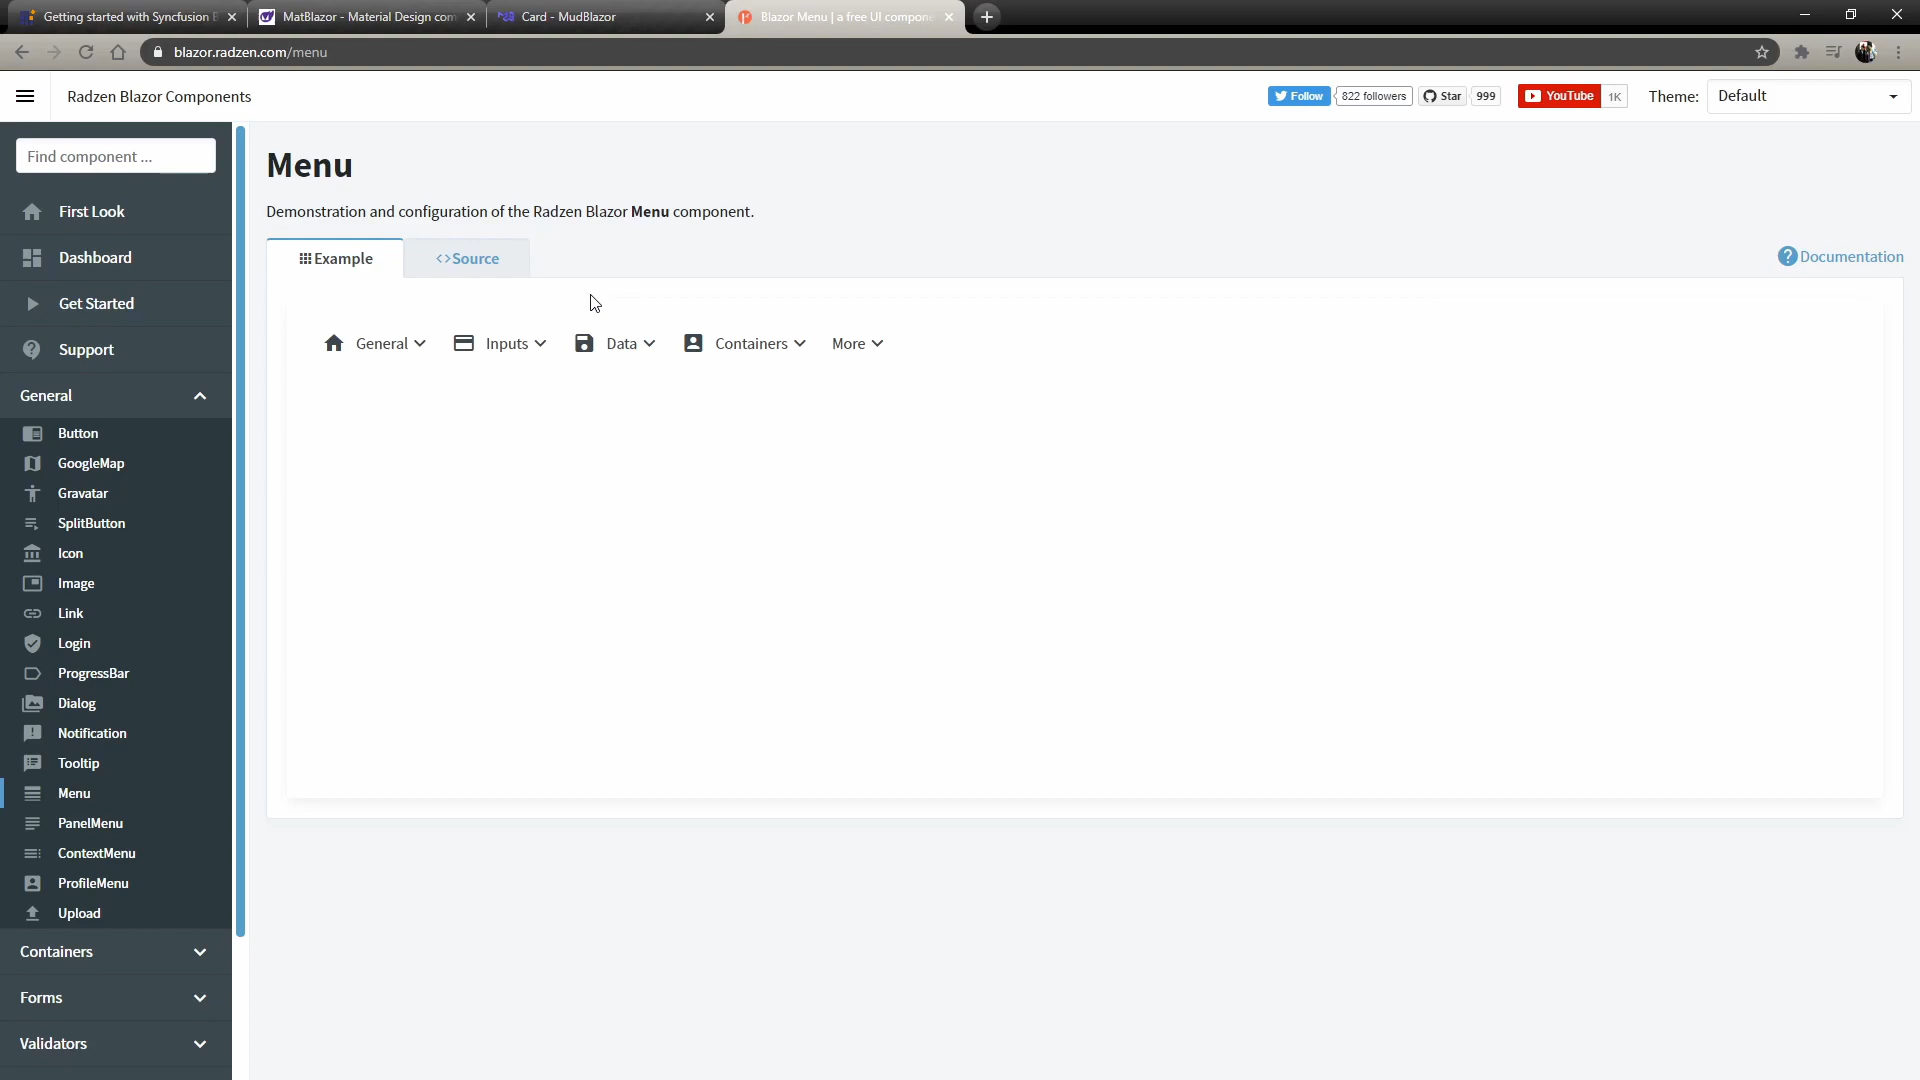 Getting started with Syncfusion
MatBlazor - Material Design com
Card - MudBlazor
Blazor Menu | a free UI compone
blazor.radzen.com/menu
Radzen Blazor Components
Follow
822 followers
Star
999
YouTube
1K
Theme:
Default
Find component ...
First Look
Dashboard
Get Started
Support
General
Button
GoogleMap
Gravatar
SplitButton
Icon
Image
Link
Login
ProgressBar
Dialog
Notification
Tooltip
Menu
PanelMenu
ContextMenu
ProfileMenu
Upload
Containers
Forms
Validators
Menu
Demonstration and configuration of the Radzen Blazor Menu component.
Example
<>Source
?Documentation
General
Inputs
Data
Containers
More